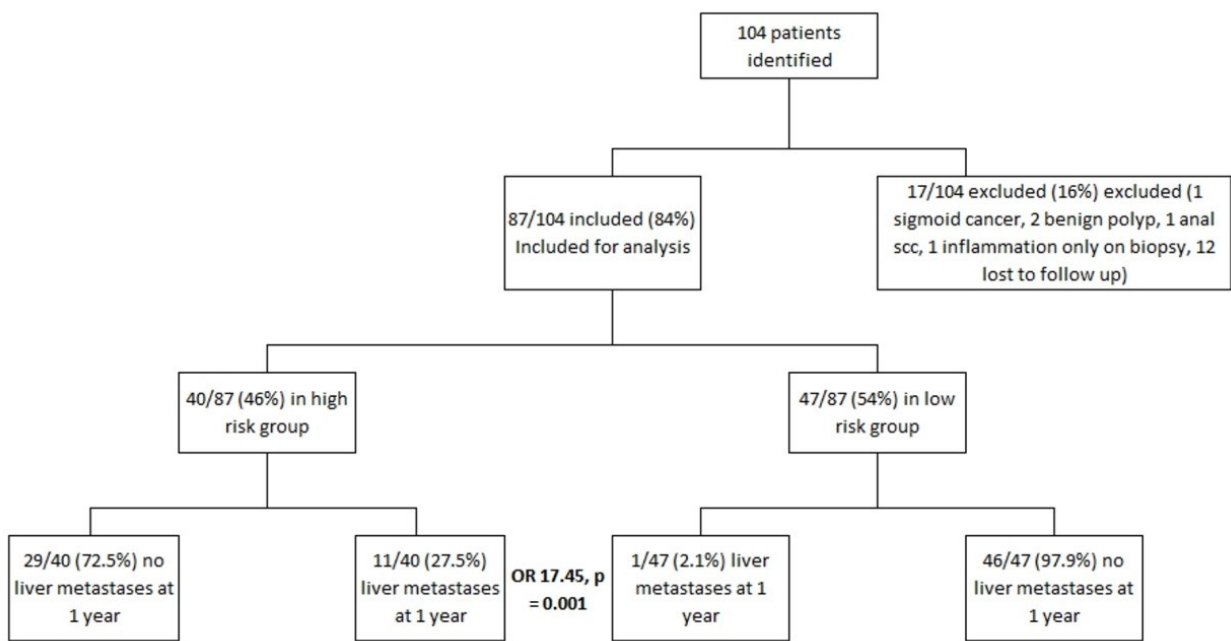 104 patients
identified
87/104 included (84%)
Included for analysis
17/104 excluded (16%) excluded (1
sigmoid cancer, 2 benign polyp, 1 anal
scc, 1 inflammation only on biopsy, 12
lost to follow up)
40/87 (46%) in high
risk group
47/87 (54%) in low
risk group
29/40 (72.5%) no
liver metastases at
1 year
11/40 (27.5%)
liver metastases
at 1 year
OR 17.45, p
= 0.001
1/47 (2.1%) liver
metastases at 1
year
46/47 (97.9%) no
liver metastases at
1 year